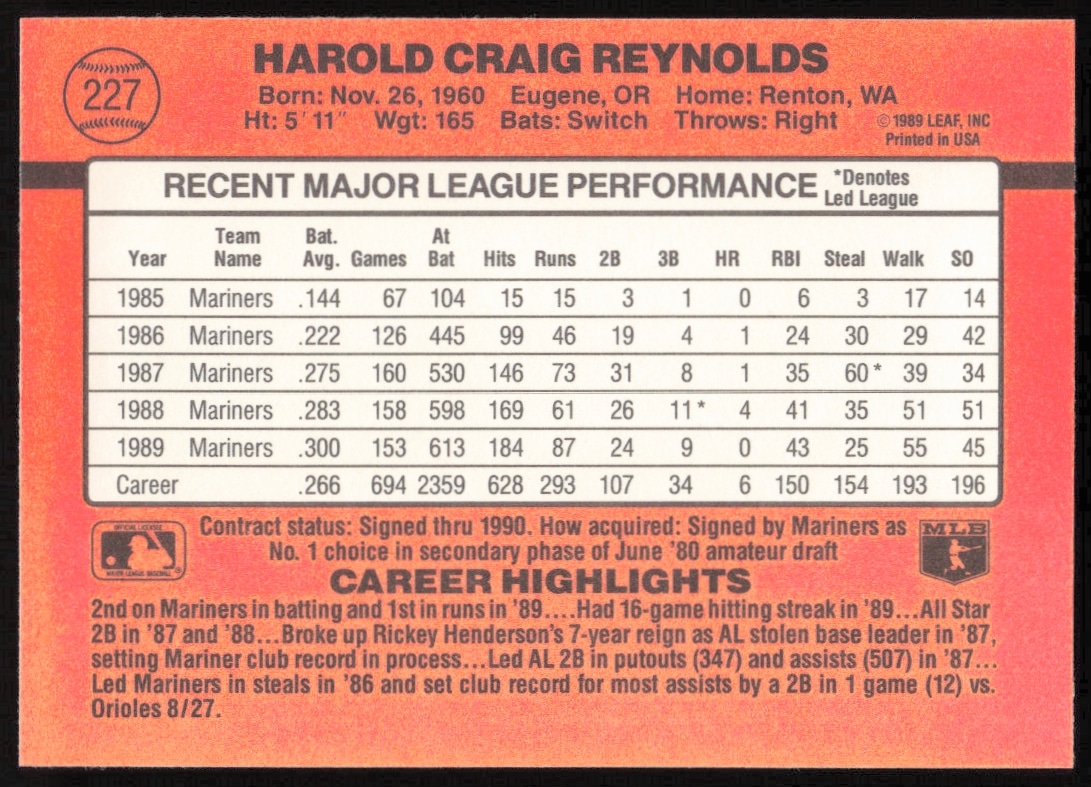 227
HAROLD CRAIG REYNOLDS
Born: Nov. 26, 1960 Eugene, OR Home: Renton, WA
Ht: 5'11" Wgt: 165 Bats: Switch Throws: Right
©1989 LEAF, INC
Printed in USA
RECENT MAJOR LEAGUE PERFORMANCE
*Denotes
Led League
Year Team Name Bat. Avg. Games At Bat Hits Runs 2B 3B HR RBI Steal Walk SO
1985 Mariners .144 67 104 15 15 3 1 0 6 3 17 14
1986 Mariners .222 126 445 99 46 19 4 1 24 30 29 42
1987 Mariners .275 160 530 146 73 31 8 1 35 60* 39 34
1988 Mariners .283 158 598 169 61 26 11* 4 41 35 51 51
1989 Mariners .300 153 613 184 87 24 9 0 43 25 55 45
Career .266 694 2359 628 293 107 34 6 150 154 193 196
OFFICIAL LICENSEE
MAJOR LEAGUE BASEBALL
®
Contract status: Signed thru 1990. How acquired: Signed by Mariners as
No. 1 choice in secondary phase of June '80 amateur draft
MLB
CAREER HIGHLIGHTS
2nd on Mariners in batting and 1st in runs in '89....Had 16-game hitting streak in '89...All Star
2B in '87 and '88...Broke up Rickey Henderson's 7-year reign as AL stolen base leader in '87,
setting Mariner club record in process...Led AL 2B in putouts (347) and assists (507) in '87...
Led Mariners in steals in '86 and set club record for most assists by a 2B in 1 game (12) vs.
Orioles 8/27.